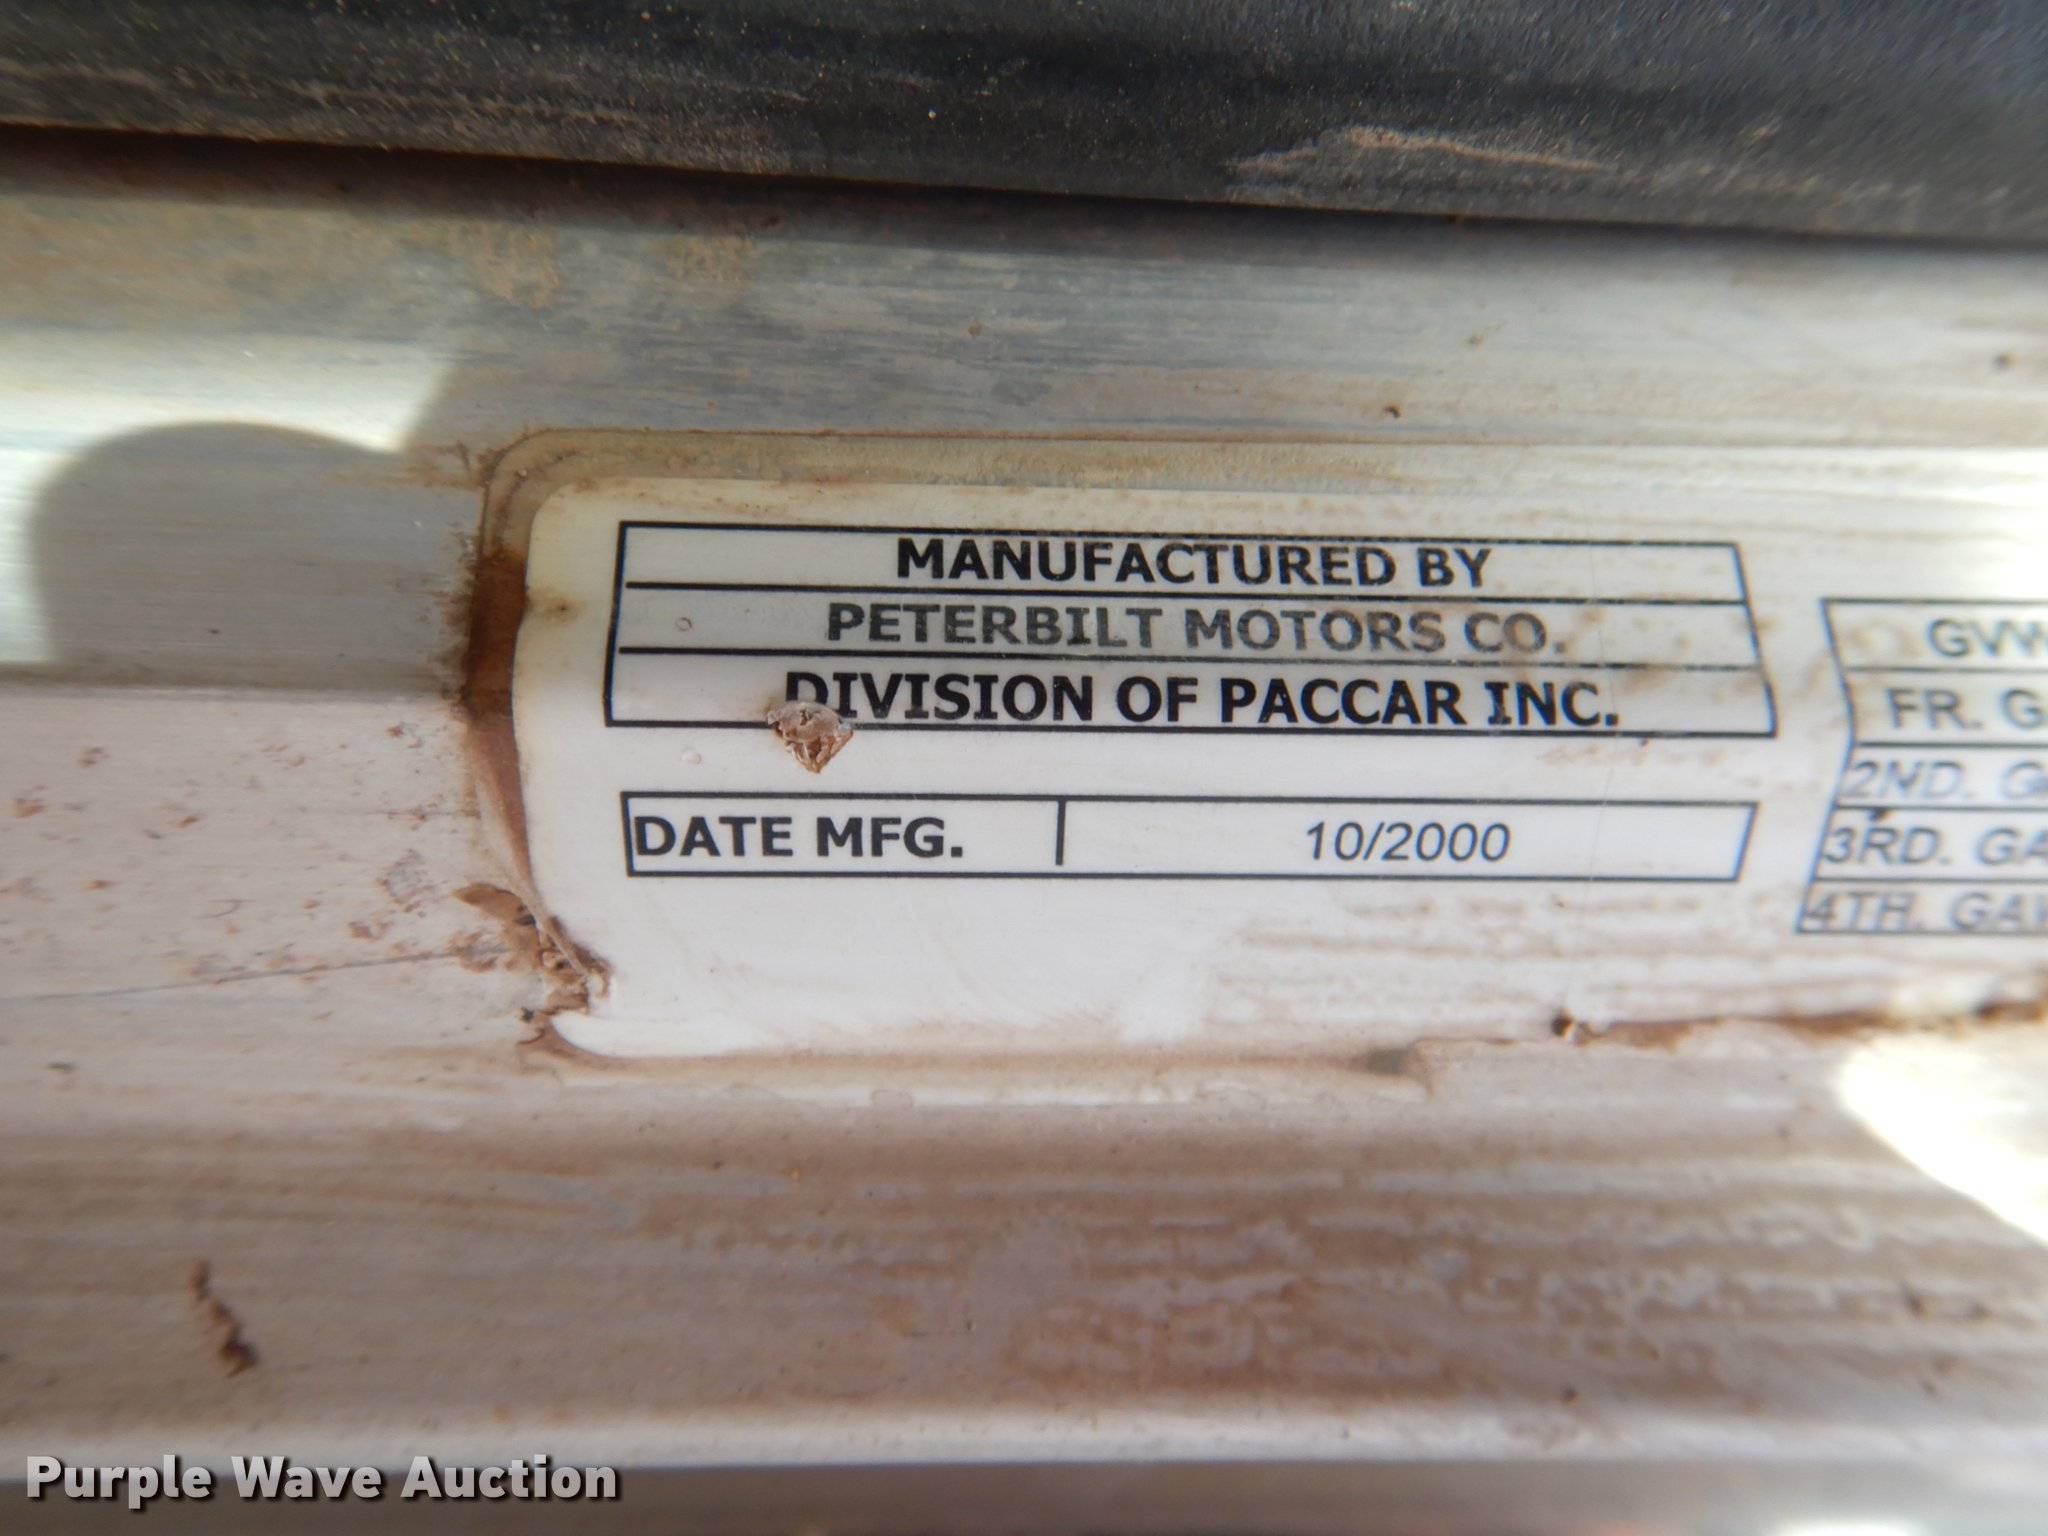 MANUFACTURED BY
PETERBILT MOTORS CO.
DIVISION OF PACCAR INC.
DATE MFG. 10/2000
FR.
2ND.
3RD.
4TH.
Purple Wave Auction